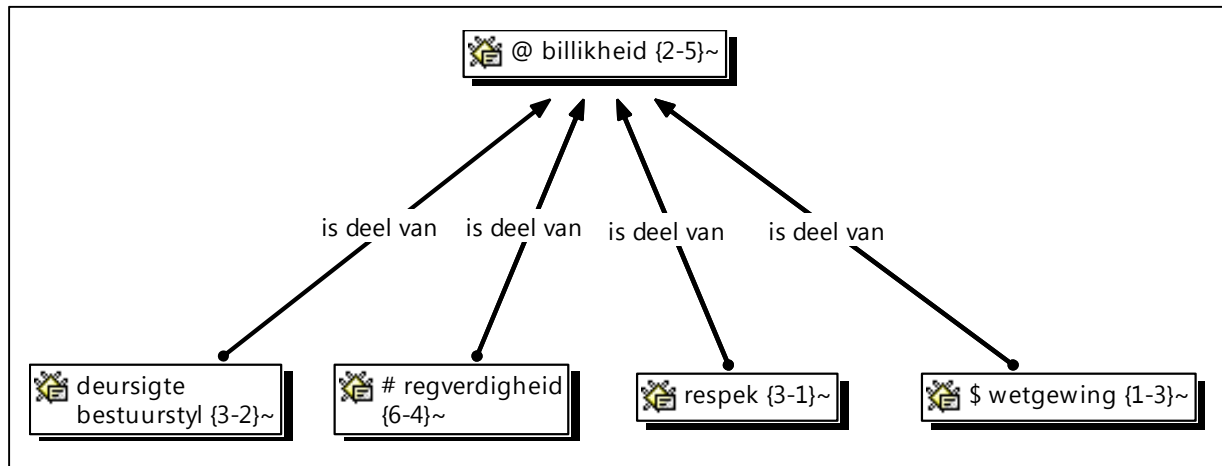 @ billikheid {2-5}~
is deel van
is deel van
is deel van
is deel van
deursigte
bestuurstyl {3-2}~
# regverdigheid
{6-4}~
respek {3-1}~
$ wetgewing {1-3}~